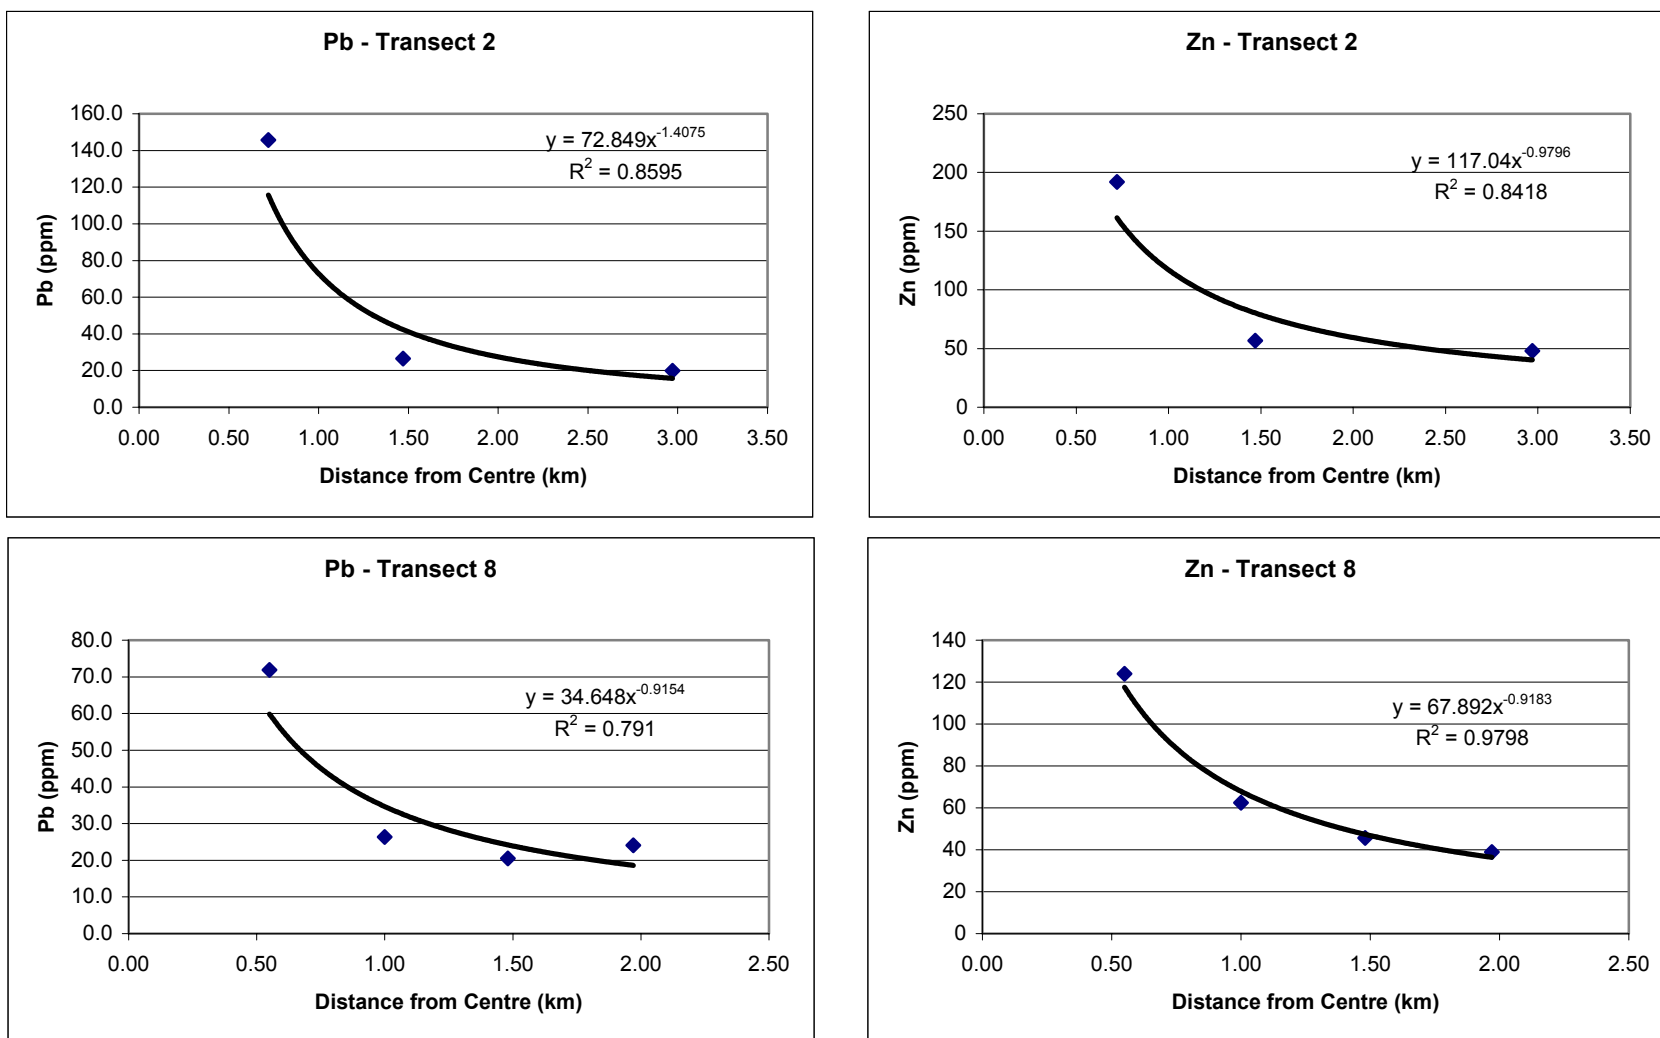 Pb - Transect 2
160.0
140.0
120.0
100.0
80.0
60.0
40.0
20.0
0.0
Pb (ppm)
y = 72.849x^-1.4075
R^2 = 0.8595
0.00 0.50 1.00 1.50 2.00 2.50 3.00 3.50
Distance from Centre (km)
Zn - Transect 2
250
200
150
100
50
0
Zn (ppm)
y = 117.04x^-0.9796
R^2 = 0.8418
0.00 0.50 1.00 1.50 2.00 2.50 3.00 3.50
Distance from Centre (km)
Pb - Transect 8
80.0
70.0
60.0
50.0
40.0
30.0
20.0
10.0
0.0
Pb (ppm)
y = 34.648x^-0.9154
R^2 = 0.791
0.00 0.50 1.00 1.50 2.00 2.50
Distance from Centre (km)
Zn - Transect 8
140
120
100
80
60
40
20
0
Zn (ppm)
y = 67.892x^-0.9183
R^2 = 0.9798
0.00 0.50 1.00 1.50 2.00 2.50
Distance from Centre (km)